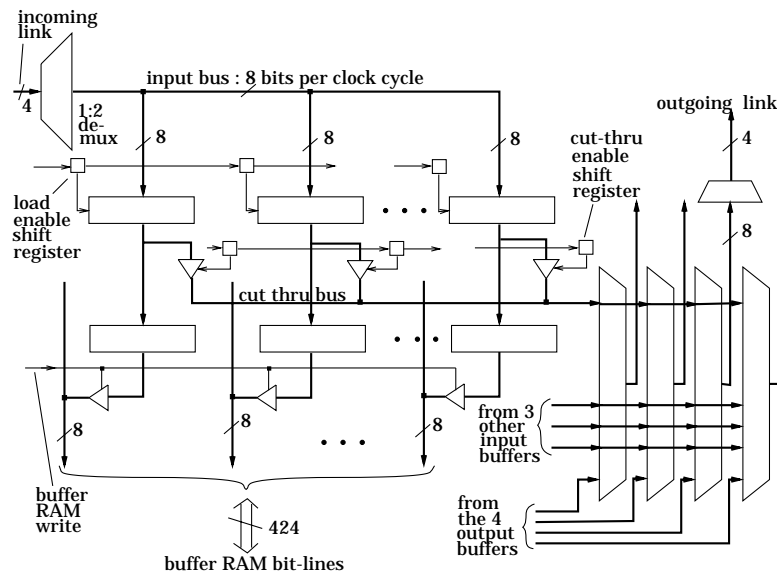 incoming
link
4
1:2
de-
mux
input bus : 8 bits per clock cycle
8
8
8
load
enable
shift
register
cut-thru
enable
shift
register
outgoing link
4
8
cut thru bus
8
8
8
buffer
RAM
write
424
buffer RAM bit-lines
from 3
other
input
buffers
from
the 4
output
buffers